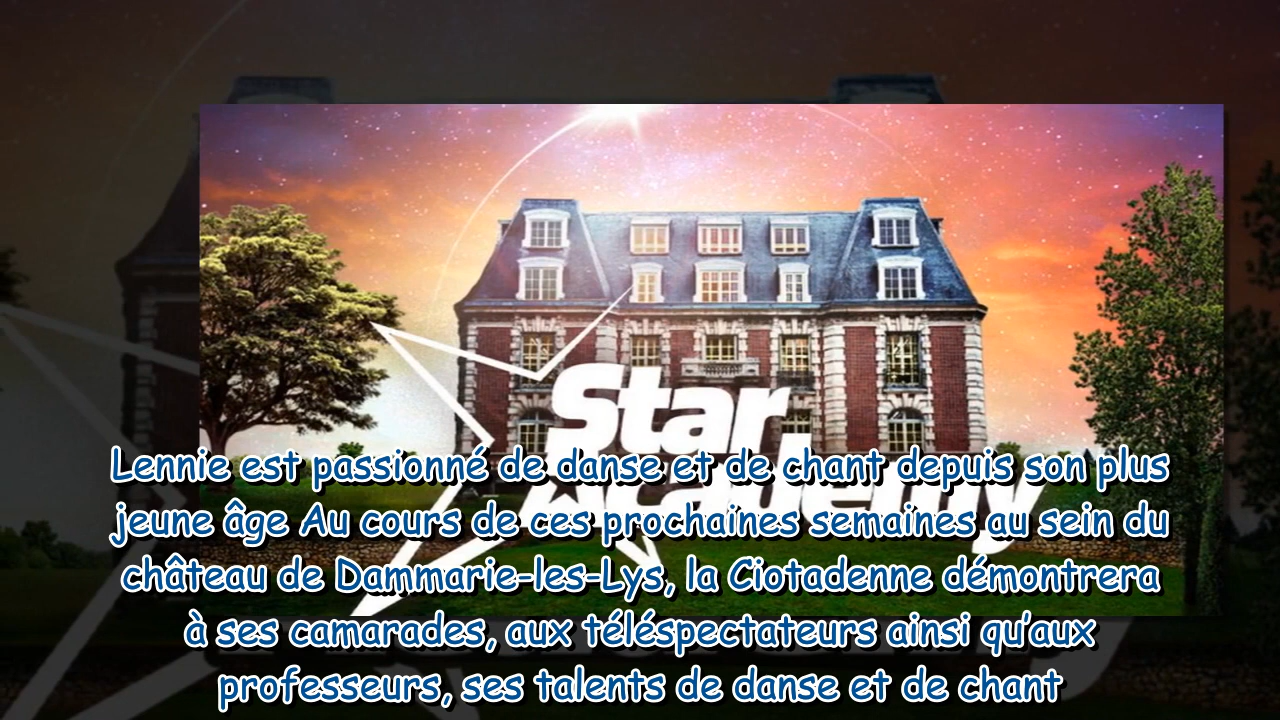 Star
Academy
Lennie est passionné de danse et de chant depuis son plus
jeune âge Au cours de ces prochaines semaines au sein du
château de Dammarie-les-Lys, la Ciotadenne démontrera
à ses camarades, aux téléspectateurs ainsi qu'aux
professeurs, ses talents de danse et de chant